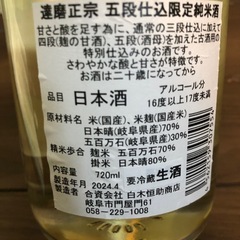 達磨正宗 五段仕込限定純米酒
甘さと酸を足す為に、通常の三段仕込に加えて
四段(麹の甘酒)、五段(酒母)を加えた古酒用の
特別仕込みのお酒です。
さわやかな酸と甘さが特徴です。
お酒は二十歳になってから
日本酒
アルコール分
16度以上17度未満
原材料名 米(国産)、米麹(国産米)
日本晴(岐阜県産)70%
五百万石(岐阜県産)30%
精米歩合 麹米 五百万石70%
掛米 日本晴80%
内容量 720ml 要冷蔵 生酒
製造年月 2024.4
製造者 合資会社 白木恒助商店
岐阜市門屋門61
058-229-1008